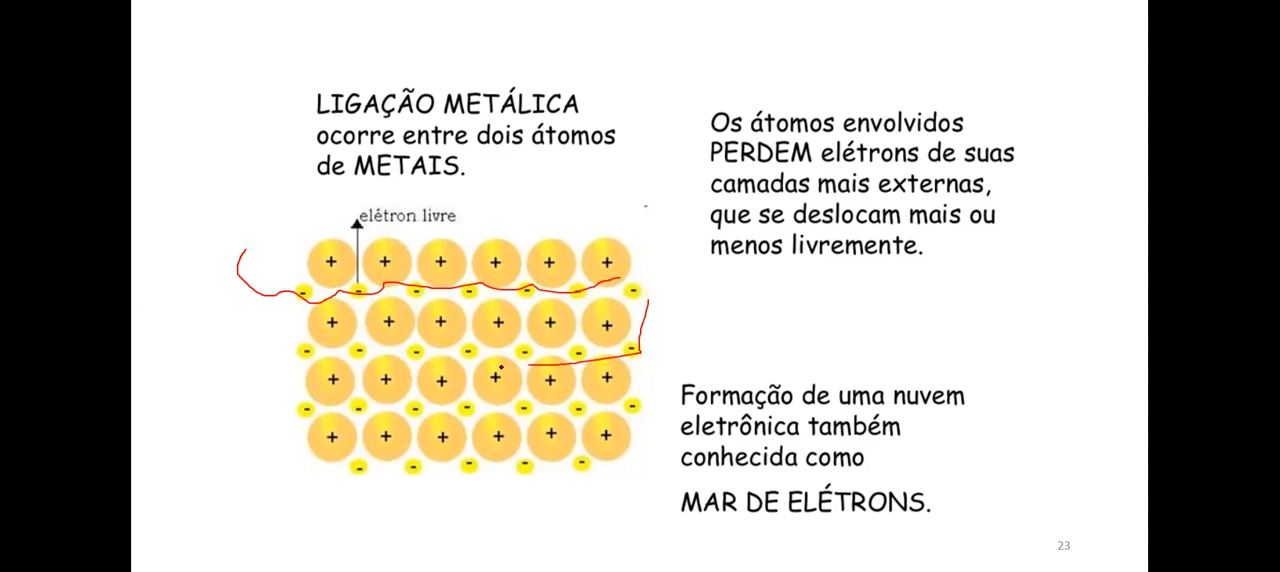 LIGAÇÃO METÁLICA
ocorre entre dois átomos
de METAIS.
Os átomos envolvidos
PERDEM elétrons de suas
camadas mais externas,
que se deslocam mais ou
menos livremente.
elétron livre
+ + + + + +
- - - - - - -
+ + + + + +
- - - - - - -
+ + + + + +
- - - - - - -
+ + + + + +
- - - - -
Formação de uma nuvem
eletrônica também
conhecida como
MAR DE ELÉTRONS.
23